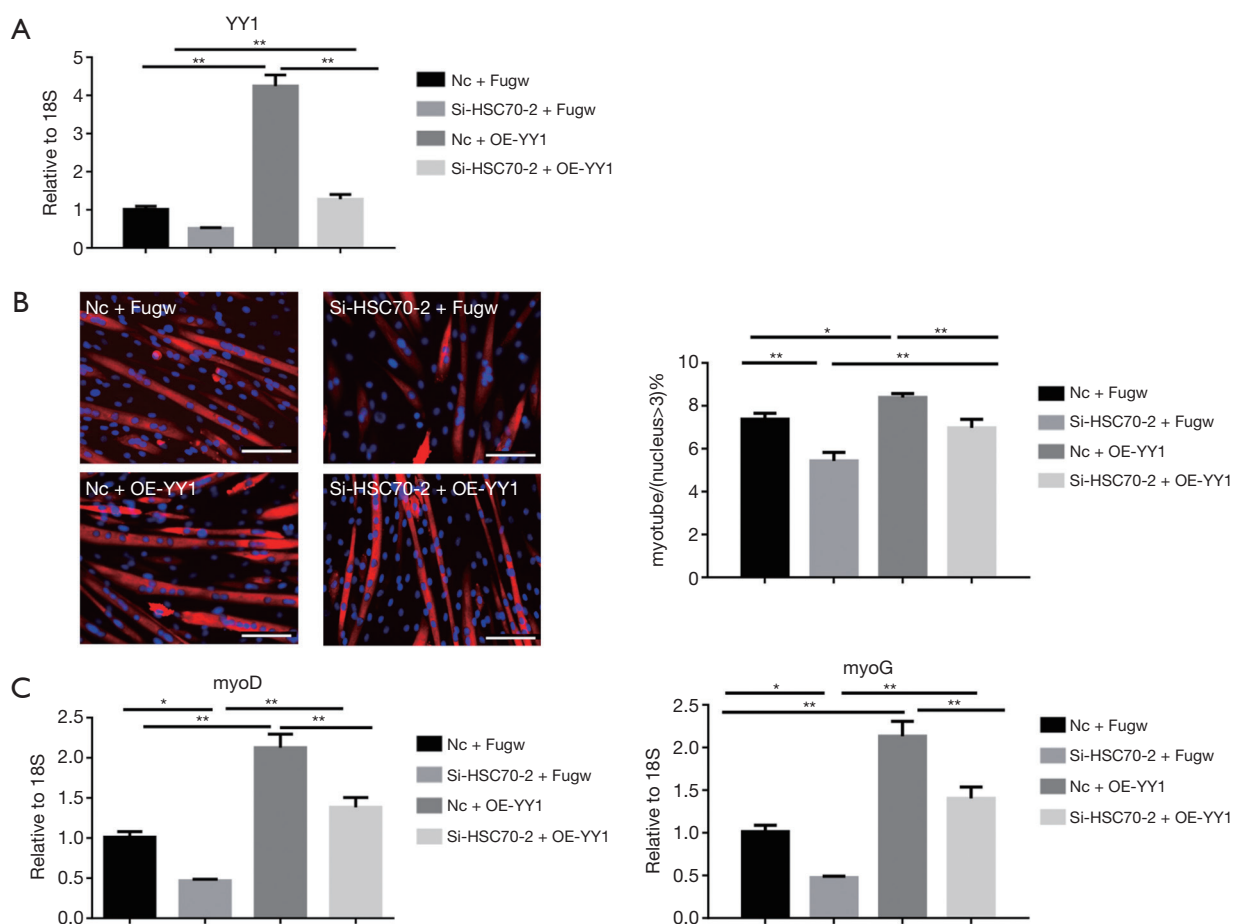 A
YY1
**
**
**
5
4
3
2
1
0
Relative to 18S
Nc + Fugw
Si-HSC70-2 + Fugw
Nc + OE-YY1
Si-HSC70-2 + OE-YY1
B
Nc + Fugw
Si-HSC70-2 + Fugw
Nc + OE-YY1
Si-HSC70-2 + OE-YY1
*
**
**
**
10
8
6
4
2
0
myotube/(nucleus>3)%
Nc + Fugw
Si-HSC70-2 + Fugw
Nc + OE-YY1
Si-HSC70-2 + OE-YY1
C
myoD
*
**
**
**
2.5
2.0
1.5
1.0
0.5
0.0
Relative to 18S
Nc + Fugw
Si-HSC70-2 + Fugw
Nc + OE-YY1
Si-HSC70-2 + OE-YY1
myoG
*
**
**
**
2.5
2.0
1.5
1.0
0.5
0.0
Relative to 18S
Nc + Fugw
Si-HSC70-2 + Fugw
Nc + OE-YY1
Si-HSC70-2 + OE-YY1